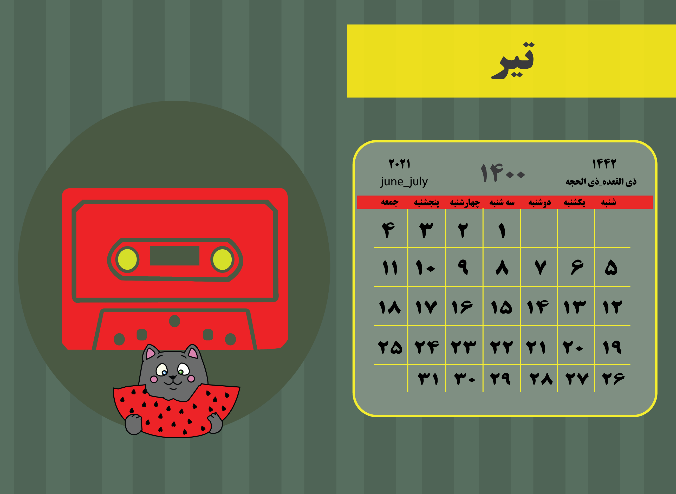 تیر
۱۴۴۲ ۱۴۰۰ ۲۰۲۱
ذی القعده_ذی الحجه june_july
شنبه یکشنبه دوشنبه سه شنبه چهارشنبه پنجشنبه جمعه
۱ ۲ ۳ ۴
۵ ۶ ۷ ۸ ۹ ۱۰ ۱۱
۱۲ ۱۳ ۱۴ ۱۵ ۱۶ ۱۷ ۱۸
۱۹ ۲۰ ۲۱ ۲۲ ۲۳ ۲۴ ۲۵
۲۶ ۲۷ ۲۸ ۲۹ ۳۰ ۳۱